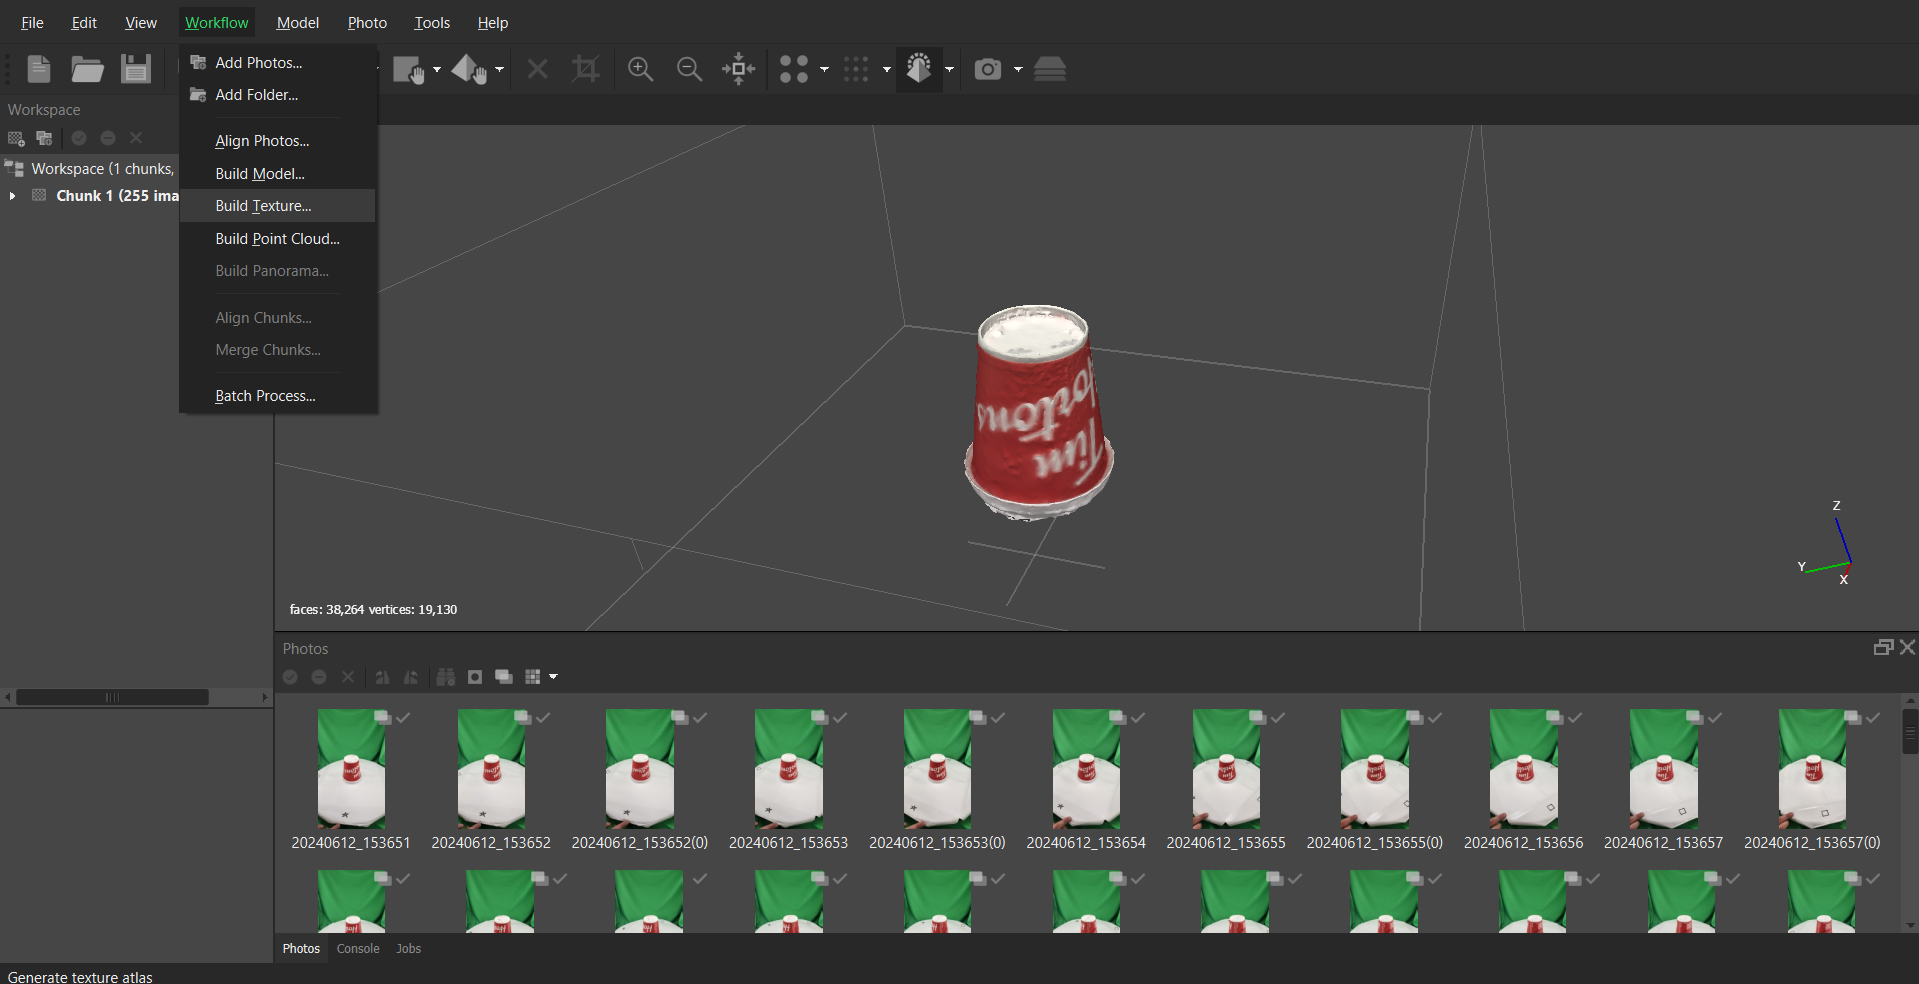 File Edit View Workflow Model Photo Tools Help
Add Photos...
Add Folder...
Align Photos...
Build Model...
Build Texture...
Build Point Cloud...
Build Panorama...
Align Chunks...
Merge Chunks...
Batch Process...
Workspace
Workspace (1 chunks,
Chunk 1 (255 ima
Tim
Hortons
Z
Y
X
faces: 38,264 vertices: 19,130
Photos
20240612_153651 20240612_153652 20240612_153652(0) 20240612_153653 20240612_153653(0) 20240612_153654 20240612_153655 20240612_153655(0) 20240612_153656 20240612_153657 20240612_153657(0)
Photos Console Jobs
Generate texture atlas